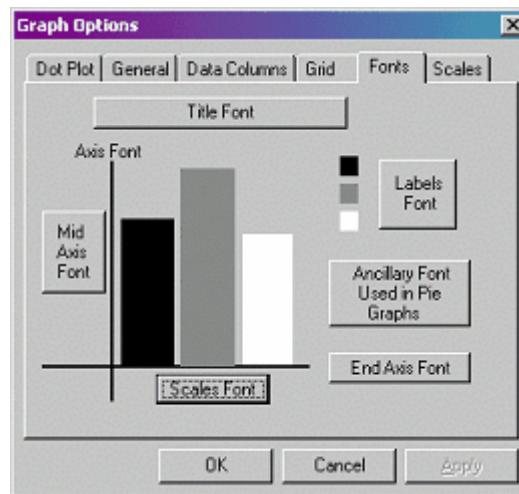 Graph Options
Dot Plot General Data Columns Grid Fonts Scales
Title Font
Axis Font
Labels
Font
Mid
Axis
Font
Ancillary Font
Used in Pie
Graphs
End Axis Font
Scales Font
OK Cancel Apply